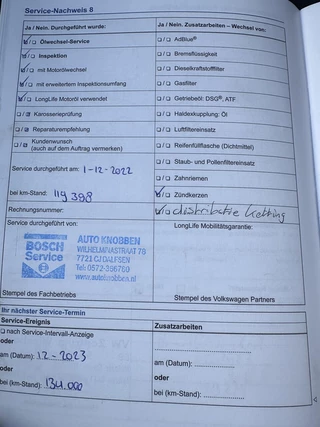 8
Service-Nachweis 8
Ja / Nein. Durchgeführt wurde:
☑/☐ Ölwechsel-Service
☑/☐ Inspektion
☑/☐ mit Motorölwechsel
☑/☐ mit erweitertem Inspektionsumfang
☑/☐ LongLife Motoröl verwendet
☐/☑ Karosserieprüfung
☐/☑ Reparaturempfehlung
☐/☑ Kundenwunsch
(auch auf dem Auftrag vermerken)
Service durchgeführt am: 1-12-2022
bei km-Stand: 119 398
Rechnungsnummer:
Service durchgeführt von:
BOSCH
Service
AUTO KNOBBEN
WILHELMINASTRAAT 78
7721 CJ DALFSEN
Tel: 0572-393700
www.autoknobben.nl
Stempel des Fachbetriebs
Ja / Nein. Zusatzarbeiten – Wechsel von:
☐/☐ AdBlue®
☐/☐ Bremsflüssigkeit
☐/☐ Dieselkraftstofffilter
☐/☐ Gasfilter
☐/☐ Getriebeöl: DSG®, ATF
☐/☐ Haldexkupplung: Öl
☐/☐ Luftfiltereinsatz
☐/☐ Reifenfüllflasche (Dichtmittel)
☐/☐ Staub- und Pollenfiltereinsatz
☐/☐ Zahnriemen
☑/☐ Zündkerzen
☑/☐ distributie ketting
LongLife Mobilitätsgarantie:
Stempel des Volkswagen Partners
Ihr nächster Service-Termin
Service-Ereignis
☐ nach Service-Intervall-Anzeige
oder
am (Datum): 12-2023
oder
bei (km-Stand): 134.000
Zusatzarbeiten
am (Datum):
oder
bei (km-Stand):